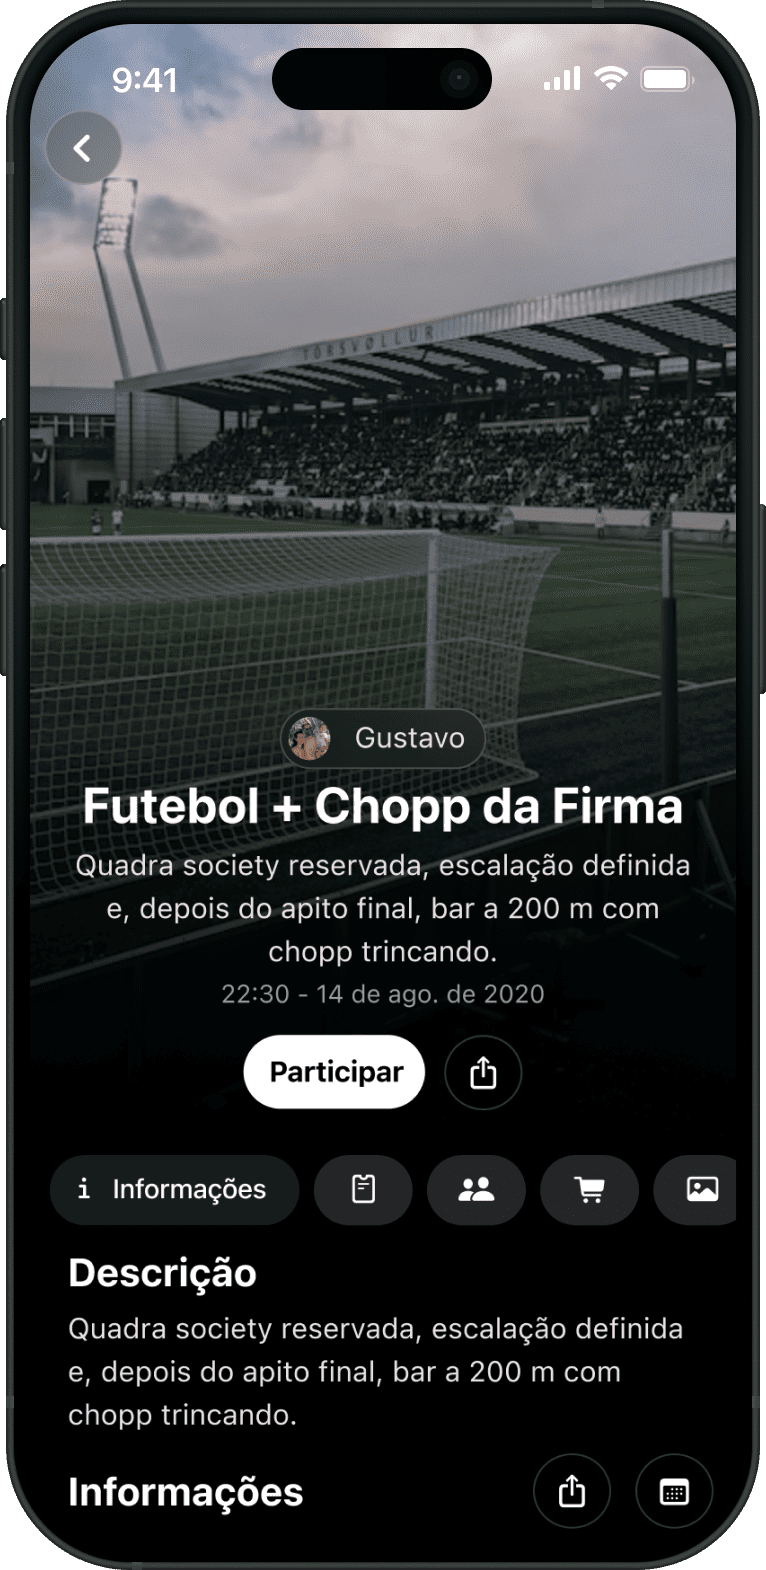 9:41
TÓRSVØLLUR
Gustavo
Futebol + Chopp da Firma
Quadra society reservada, escalação definida
e, depois do apito final, bar a 200 m com
chopp trincando.
22:30 - 14 de ago. de 2020
Participar
Informações
Descrição
Quadra society reservada, escalação definida
e, depois do apito final, bar a 200 m com
chopp trincando.
Informações